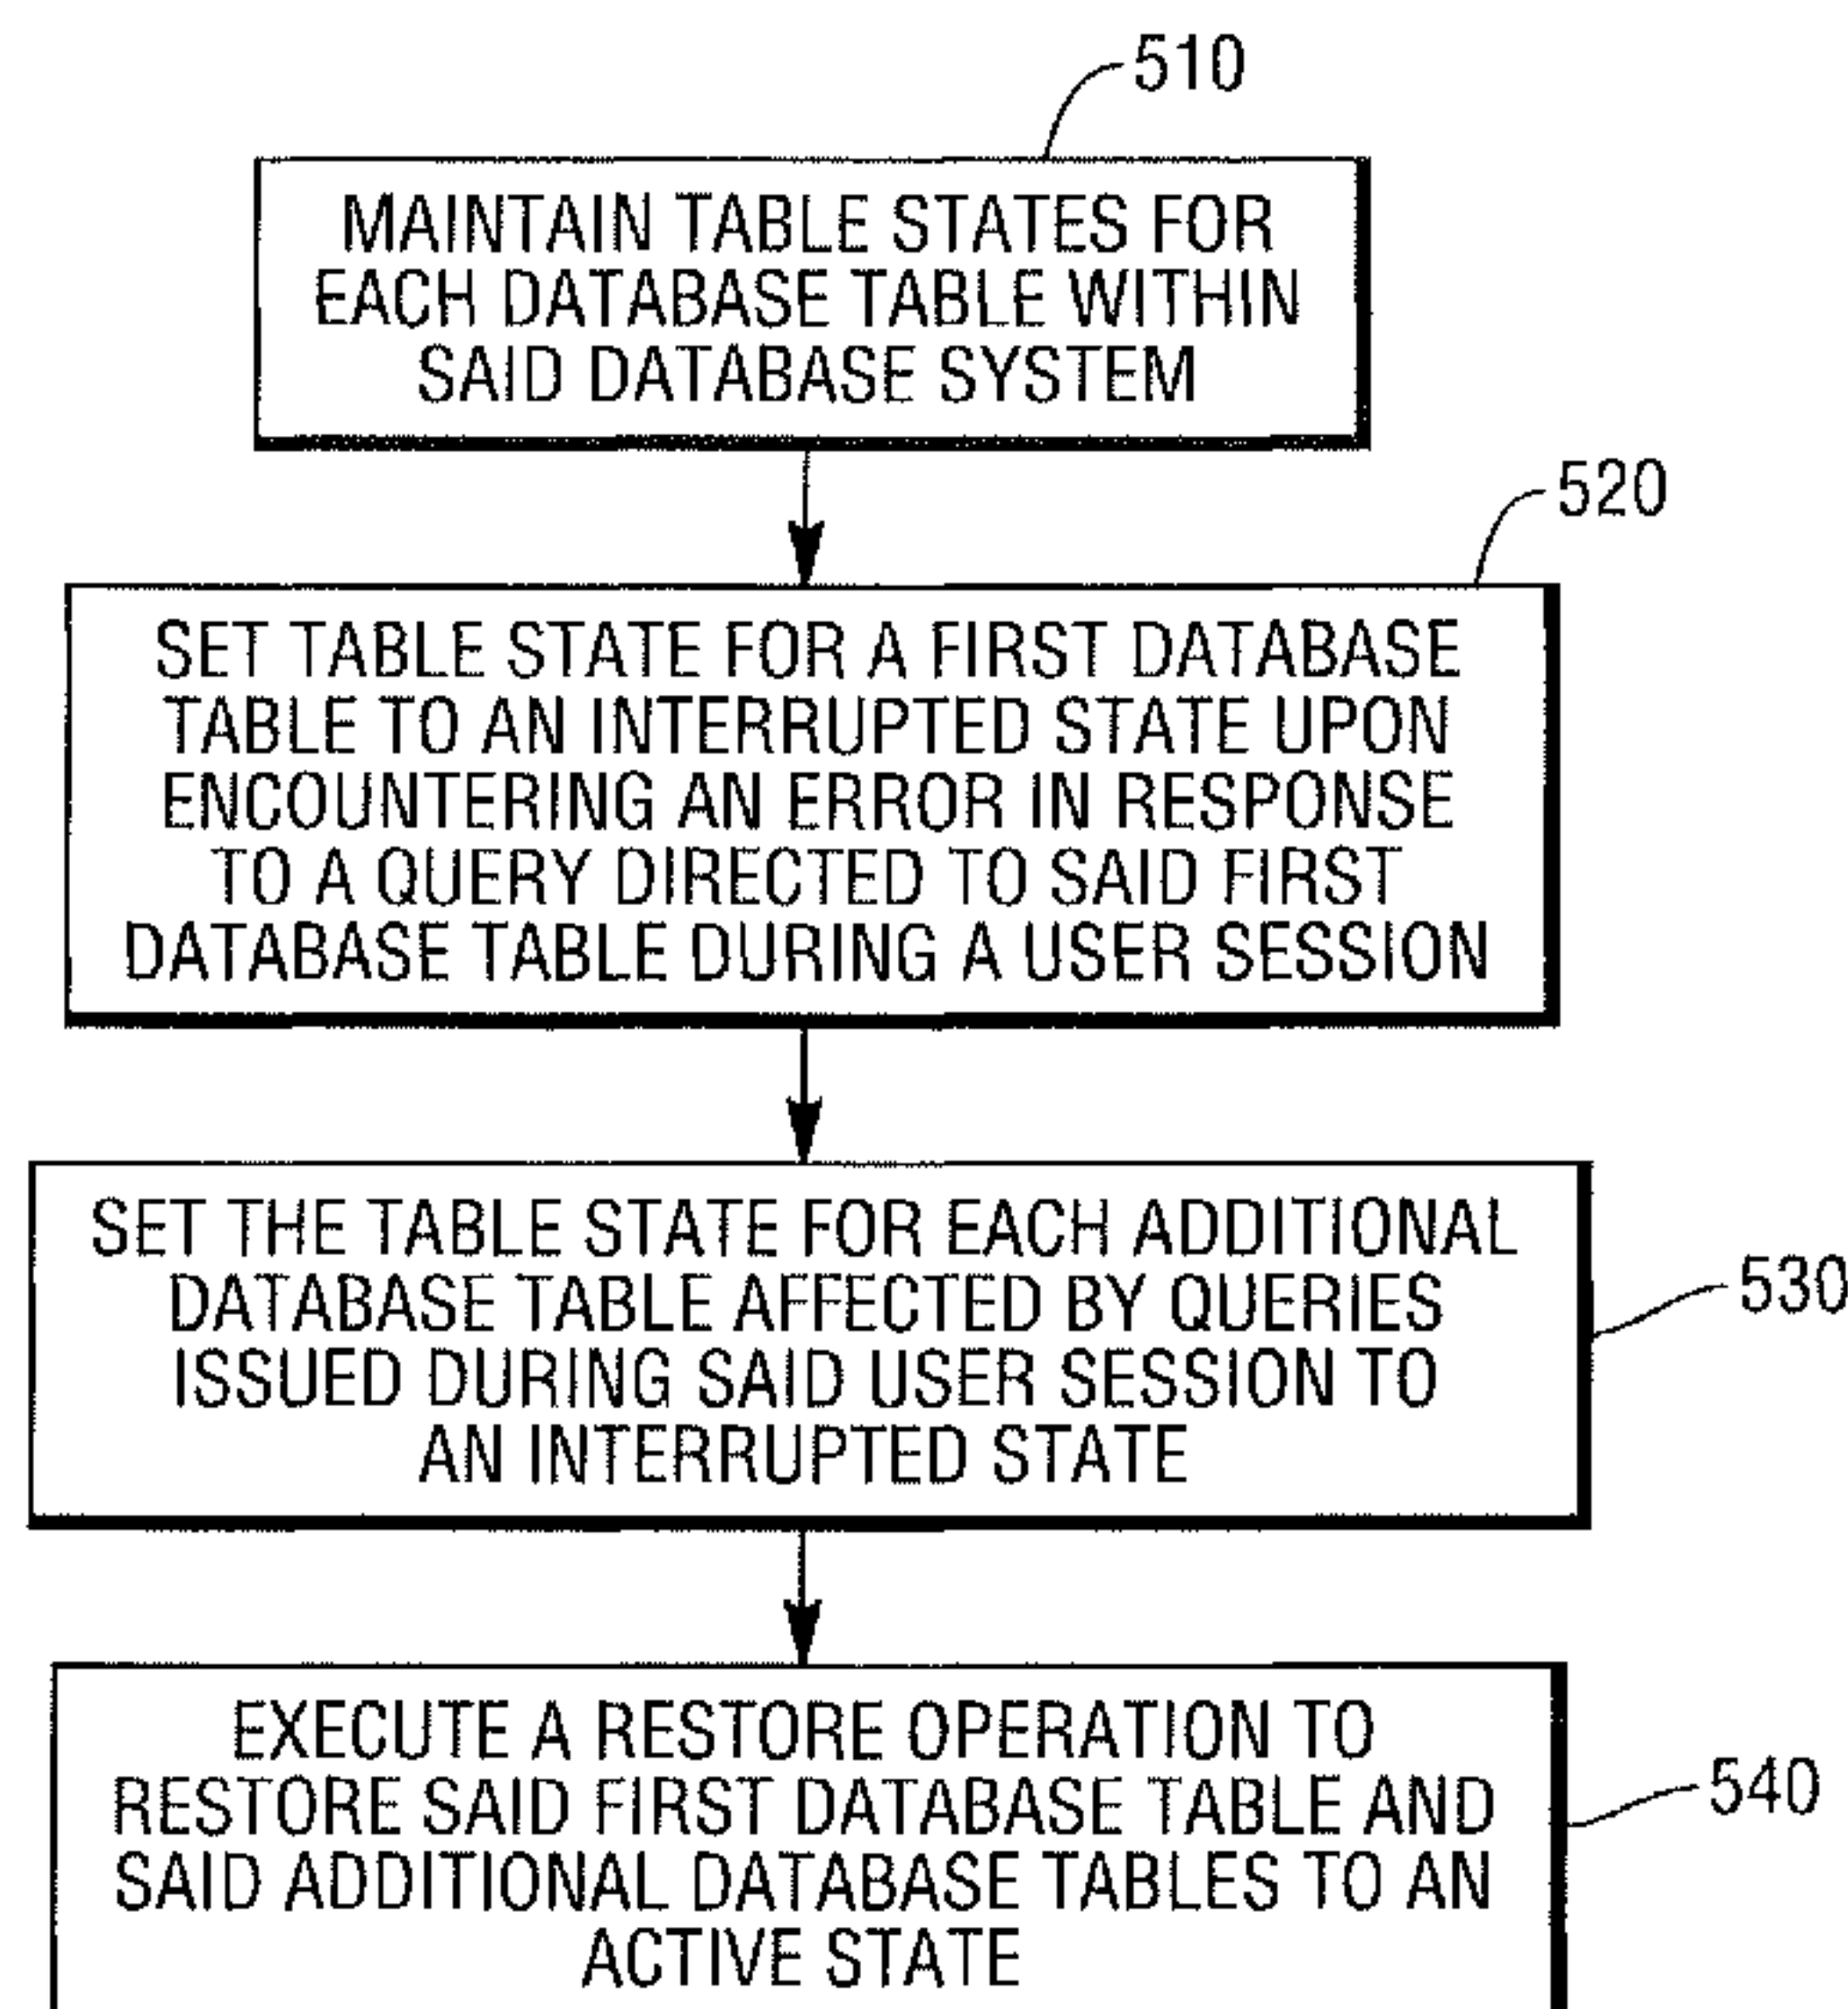 510
MAINTAIN TABLE STATES FOR
EACH DATABASE TABLE WITHIN
SAID DATABASE SYSTEM
520
SET TABLE STATE FOR A FIRST DATABASE
TABLE TO AN INTERRUPTED STATE UPON
ENCOUNTERING AN ERROR IN RESPONSE
TO A QUERY DIRECTED TO SAID FIRST
DATABASE TABLE DURING A USER SESSION
SET THE TABLE STATE FOR EACH ADDITIONAL
DATABASE TABLE AFFECTED BY QUERIES
ISSUED DURING SAID USER SESSION TO
AN INTERRUPTED STATE
530
EXECUTE A RESTORE OPERATION TO
RESTORE SAID FIRST DATABASE TABLE AND
SAID ADDITIONAL DATABASE TABLES TO AN
ACTIVE STATE
540